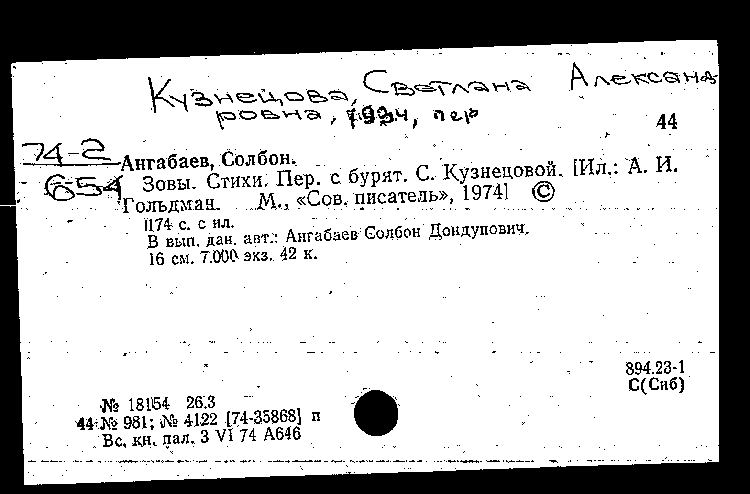 Кузнецова, Светлана Александ
ровна, 1934, пер
44
74-2
654
Ангабаев, Солбон.
Зовы. Стихи. Пер. с бурят. С. Кузнецовой. [Ил.: А. И.
Гольдман. М., «Сов. писатель», 1974] ©
174 с. с ил.
В вып. дан. авт.: Ангабаев Солбон Дондупович.
16 см. 7.000 экз. 42 к.
894.23-1
С(Сиб)
№ 18154 26.3
44 № 981; № 4122 [74-35868] п
Вс. кн. пал. 3 VI 74 А646